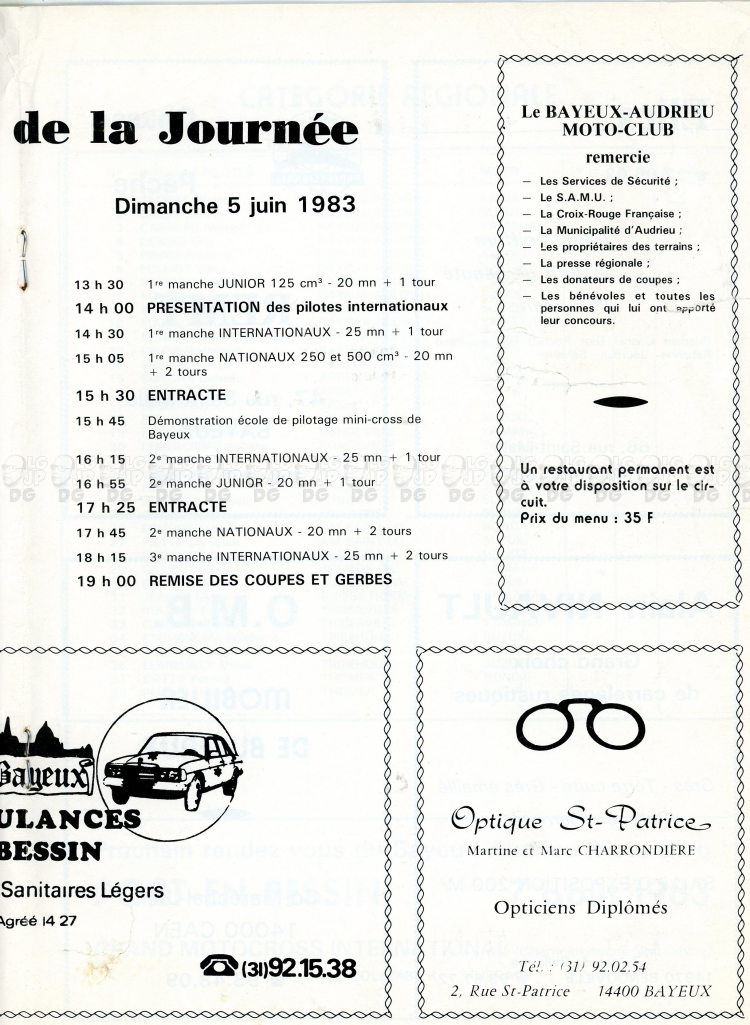 de la Journée
Dimanche 5 juin 1983
13 h 30 1re manche JUNIOR 125 cm³ - 20 mn + 1 tour
14 h 00 PRESENTATION des pilotes internationaux
14 h 30 1re manche INTERNATIONAUX - 25 mn + 1 tour
15 h 05 1re manche NATIONAUX 250 et 500 cm³ - 20 mn
+ 2 tours
15 h 30 ENTRACTE
15 h 45 Démonstration école de pilotage mini-cross de
Bayeux
16 h 15 2e manche INTERNATIONAUX - 25 mn + 1 tour
16 h 55 2e manche JUNIOR - 20 mn + 1 tour
17 h 25 ENTRACTE
17 h 45 2e manche NATIONAUX - 20 mn + 2 tours
18 h 15 3e manche INTERNATIONAUX - 25 mn + 2 tours
19 h 00 REMISE DES COUPES ET GERBES
Le BAYEUX-AUDRIEU
MOTO-CLUB
remercie
— Les Services de Sécurité ;
— Le S.A.M.U. ;
— La Croix-Rouge Française ;
— La Municipalité d'Audrieu ;
— Les propriétaires des terrains ;
— La presse régionale ;
— Les donateurs de coupes ;
— Les bénévoles et toutes les
personnes qui lui ont apporté
leur concours.
Un restaurant permanent est
à votre disposition sur le cir-
cuit.
Prix du menu : 35 F
Bayeux
ULANCES
BESSIN
Sanitaires Légers
Agréé 14 27
(31) 92.15.38
Optique St-Patrice
Martine et Marc CHARRONDIÈRE
Opticiens Diplômés
Tél. : (31) 92.02.54
2, Rue St-Patrice 14400 BAYEUX